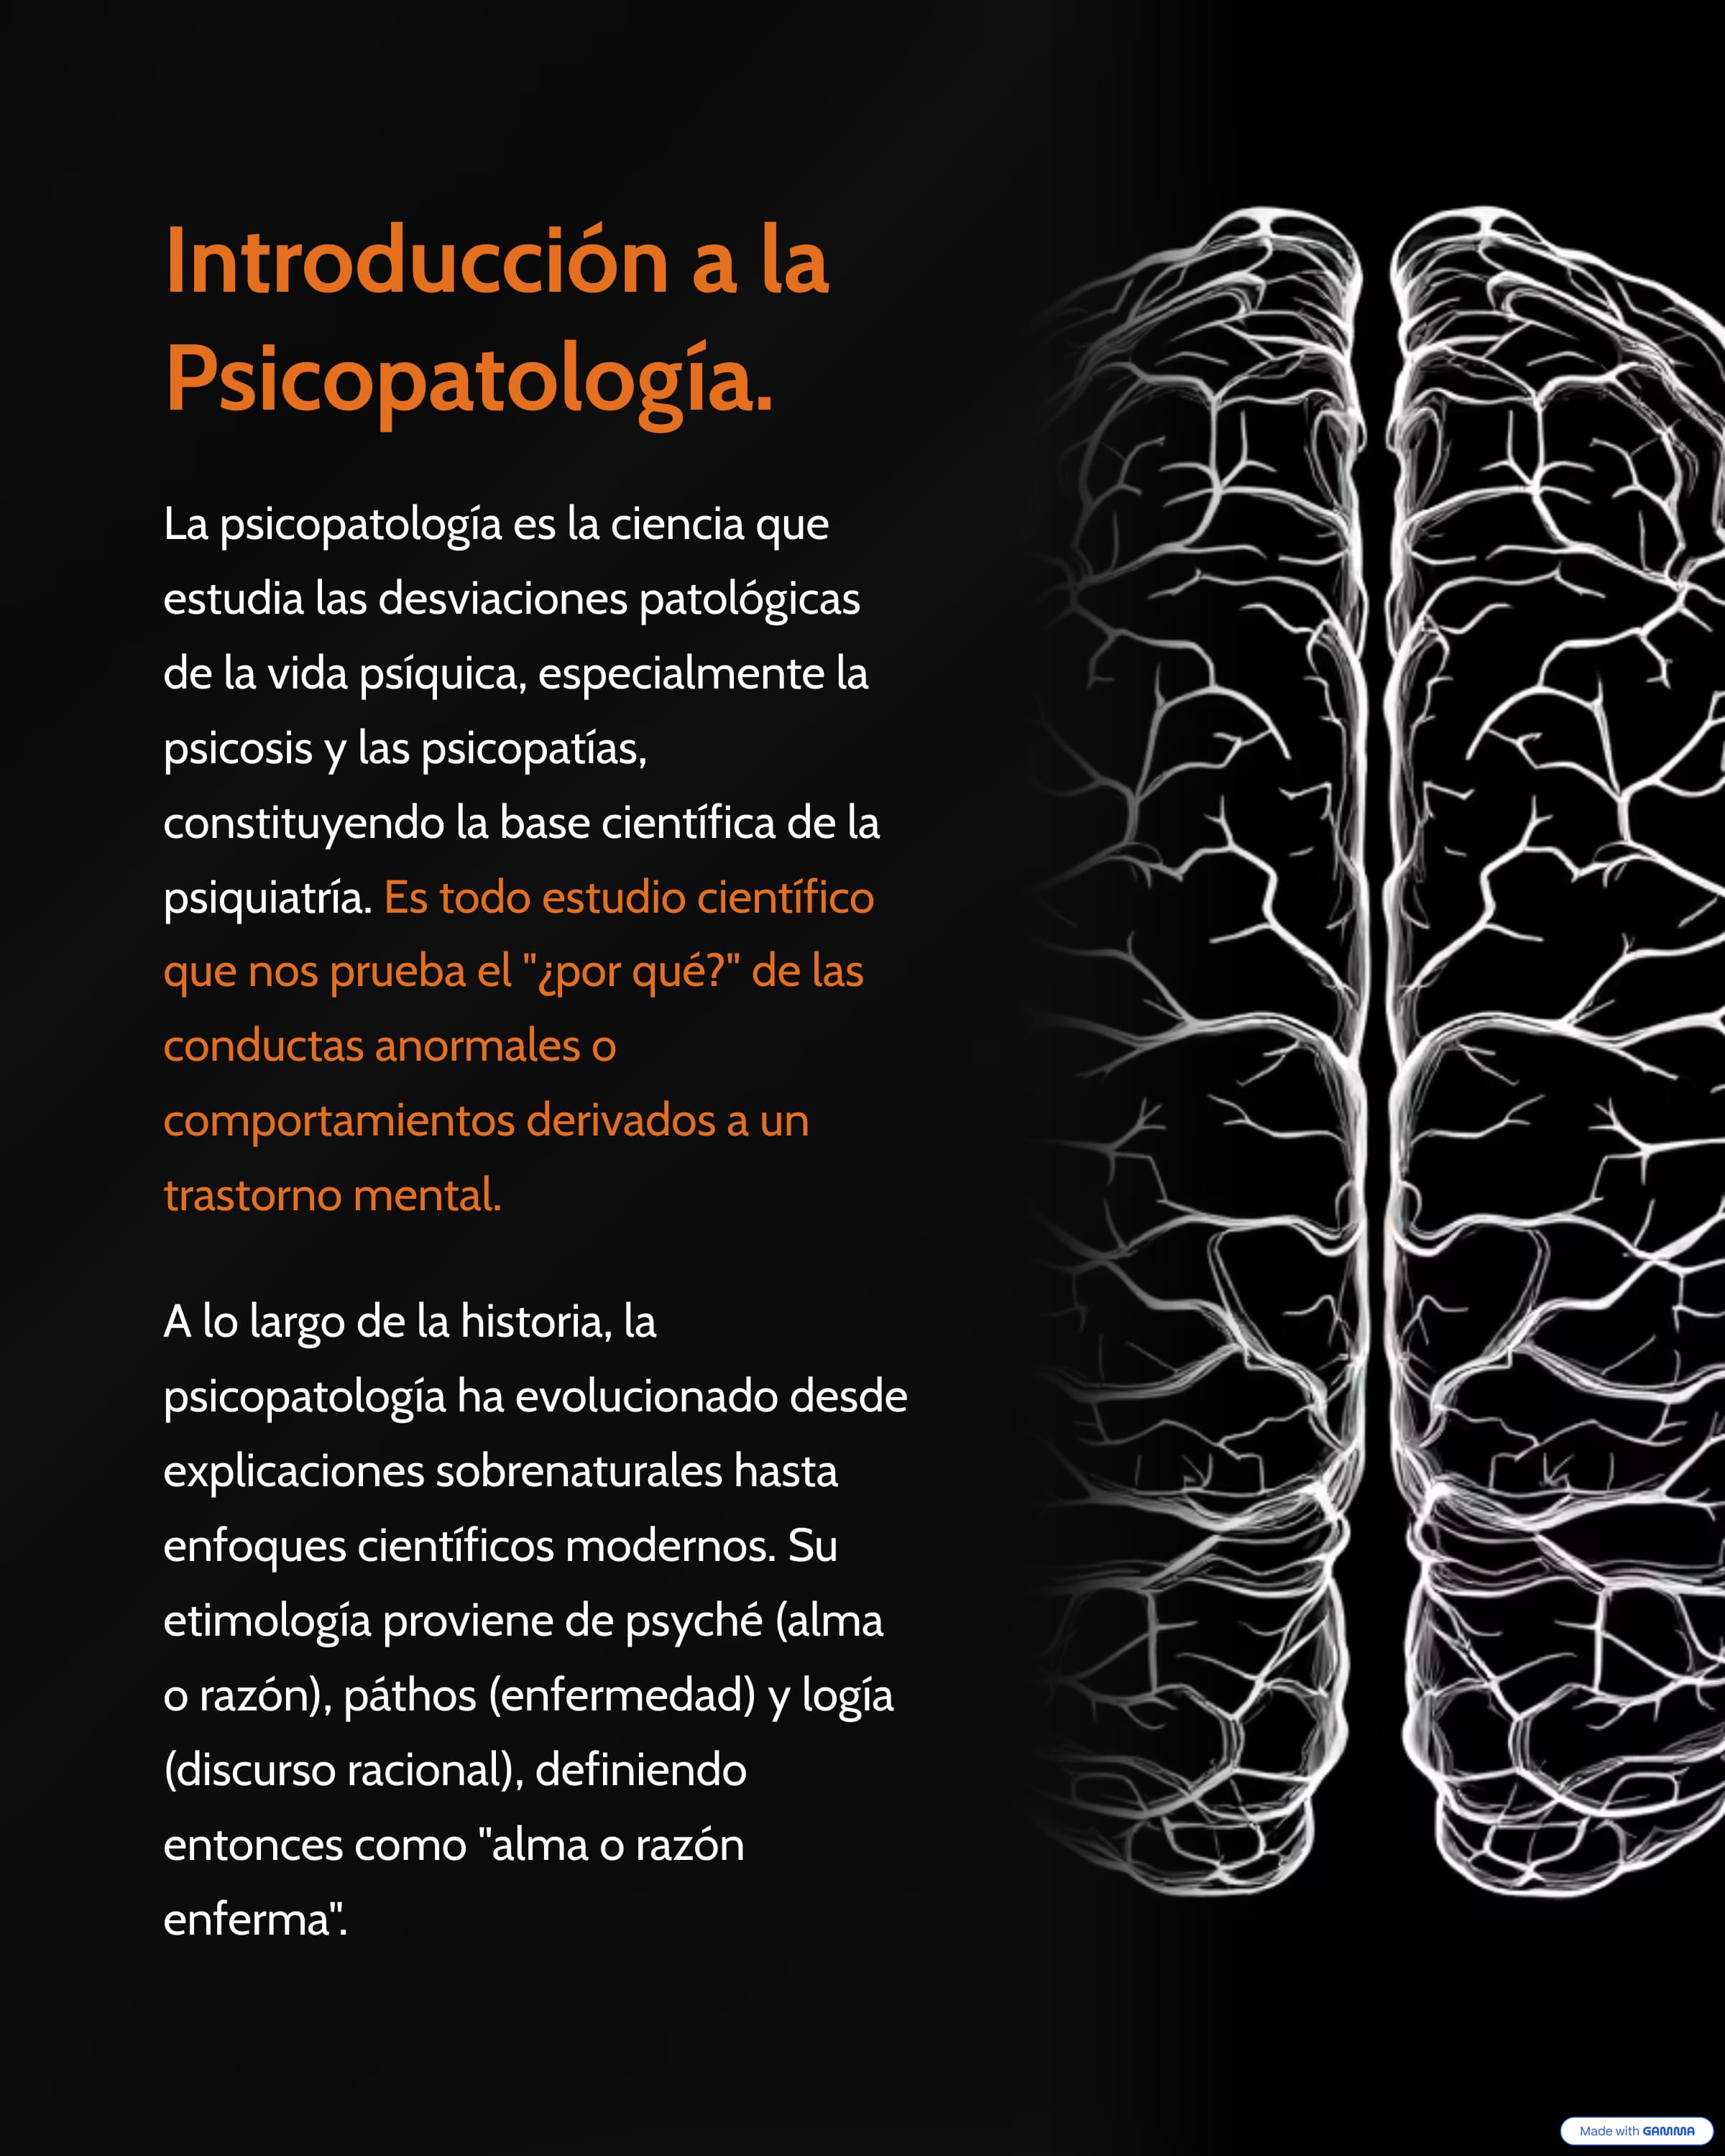 Introducción a la
Psicopatología.
La psicopatología es la ciencia que
estudia las desviaciones patológicas
de la vida psíquica, especialmente la
psicosis y las psicopatías,
constituyendo la base científica de la
psiquiatría. Es todo estudio científico
que nos prueba el "¿por qué?" de las
conductas anormales o
comportamientos derivados a un
trastorno mental.
A lo largo de la historia, la
psicopatología ha evolucionado desde
explicaciones sobrenaturales hasta
enfoques científicos modernos. Su
etimología proviene de psyché (alma
o razón), páthos (enfermedad) y logía
(discurso racional), definiendo
entonces como "alma o razón
enferma".
Made with GAMMA